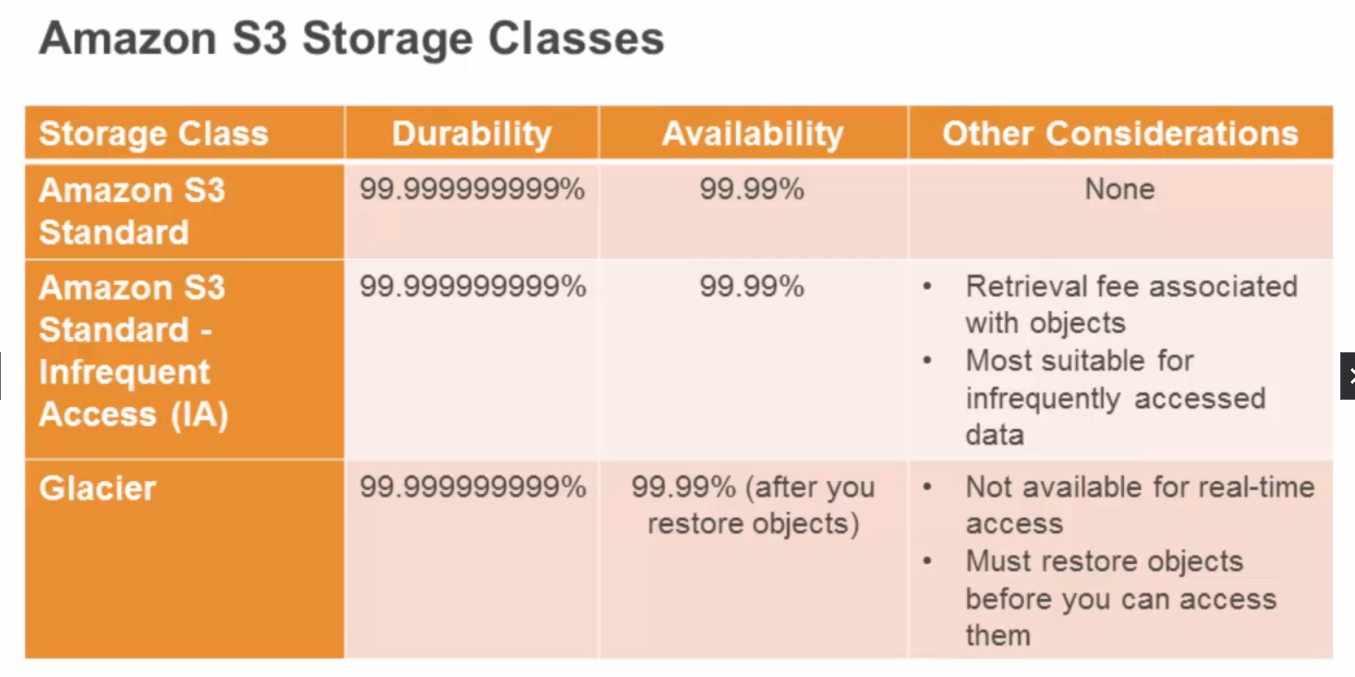 Amazon S3 Storage Classes
Storage Class
Durability
Availability
Other Considerations
Amazon S3
Standard
99.999999999%
99.99%
None
Amazon S3
Standard -
Infrequent
Access (IA)
99.999999999%
99.99%
• Retrieval fee associated
with objects
• Most suitable for
infrequently accessed
data
Glacier
99.999999999%
99.99% (after you
restore objects)
• Not available for real-time
access
• Must restore objects
before you can access
them